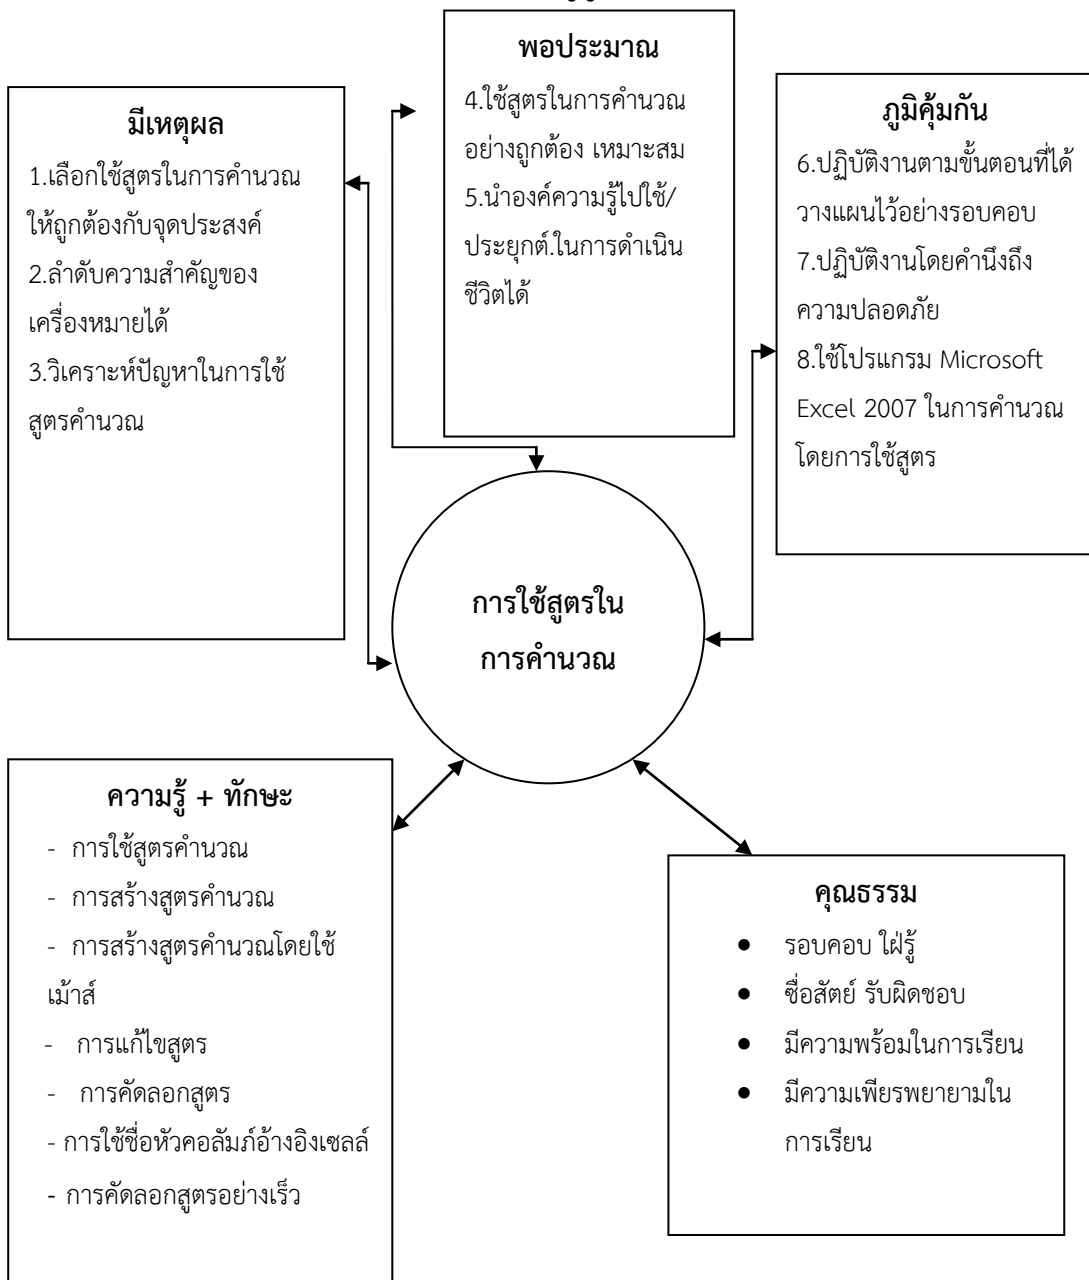 พอประมาณ
4.ใช้สูตรในการคำนวณ
อย่างถูกต้อง เหมาะสม
5.นำองค์ความรู้ไปใช้/
ประยุกต์.ในการดำเนิน
ชีวิตได้
มีเหตุผล
1.เลือกใช้สูตรในการคำนวณ
ให้ถูกต้องกับจุดประสงค์
2.ลำดับความสำคัญของ
เครื่องหมายได้
3.วิเคราะห์ปัญหาในการใช้
สูตรคำนวณ
ภูมิคุ้มกัน
6.ปฏิบัติงานตามขั้นตอนที่ได้
วางแผนไว้อย่างรอบคอบ
7.ปฏิบัติงานโดยคำนึงถึง
ความปลอดภัย
8.ใช้โปรแกรม Microsoft
Excel 2007 ในการคำนวณ
โดยการใช้สูตร
การใช้สูตรใน
การคำนวณ
ความรู้ + ทักษะ
- การใช้สูตรคำนวณ
- การสร้างสูตรคำนวณ
- การสร้างสูตรคำนวณโดยใช้
เม้าส์
- การแก้ไขสูตร
- การคัดลอกสูตร
- การใช้ชื่อหัวคอลัมภ์อ้างอิงเซลล์
- การคัดลอกสูตรอย่างเร็ว
คุณธรรม
● รอบคอบ ใฝ่รู้
● ซื่อสัตย์ รับผิดชอบ
● มีความพร้อมในการเรียน
● มีความเพียรพยายามใน
การเรียน